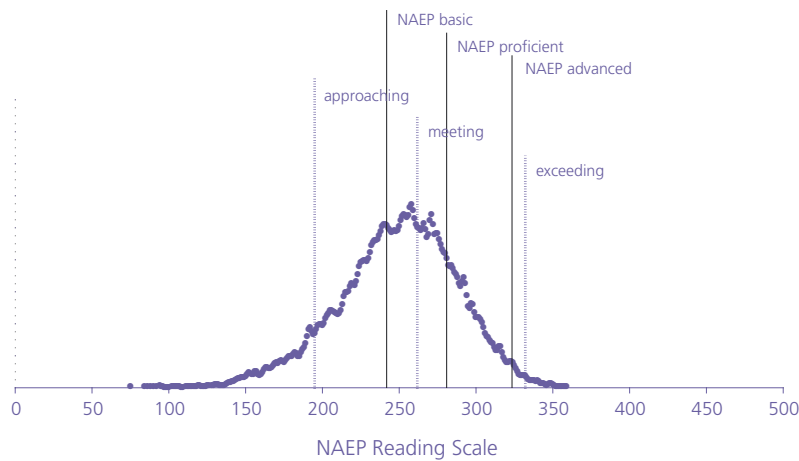 NAEP basic
NAEP proficient
NAEP advanced
approaching
meeting
exceeding
0 50 100 150 200 250 300 350 400 450 500
NAEP Reading Scale